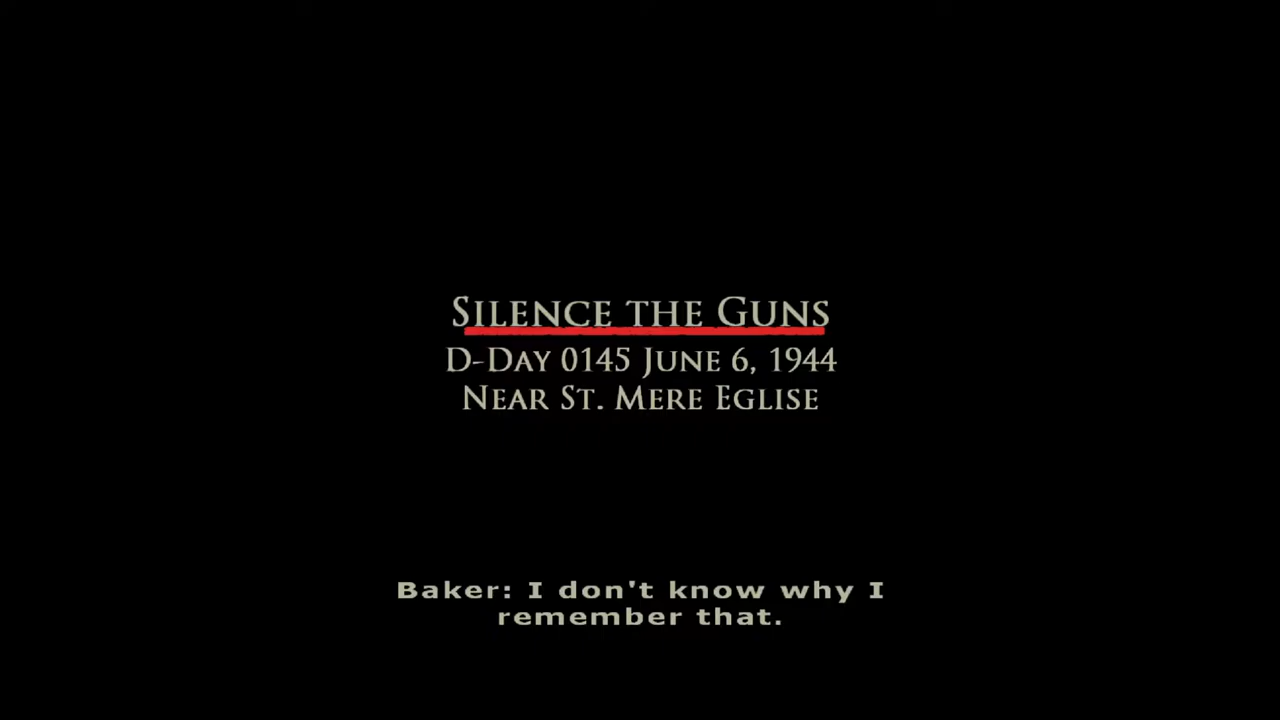 Silence the Guns
D-Day 0145 June 6, 1944
Near St. Mere Eglise
Baker: I don't know why I
remember that.